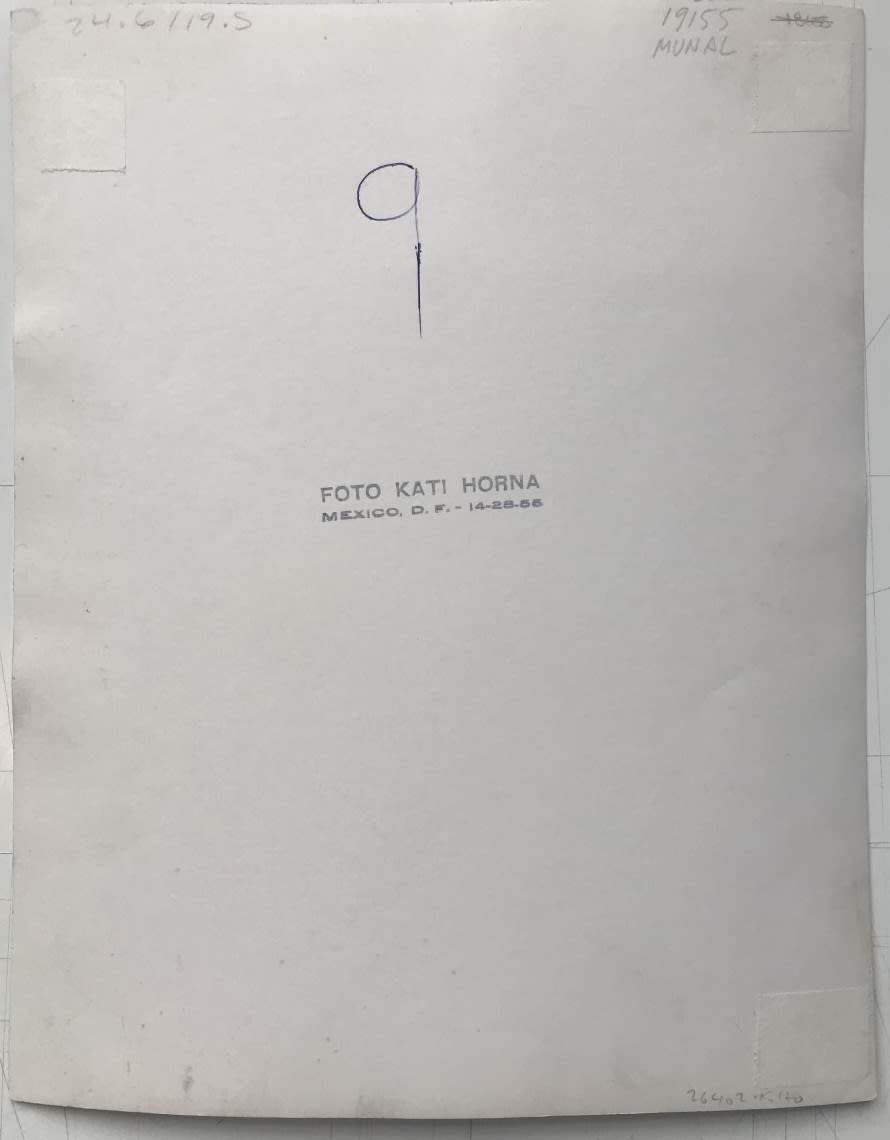 24.6/19.5
19155
MUNAL
9
FOTO KATI HORNA
MEXICO, D. F. - 14-28-56